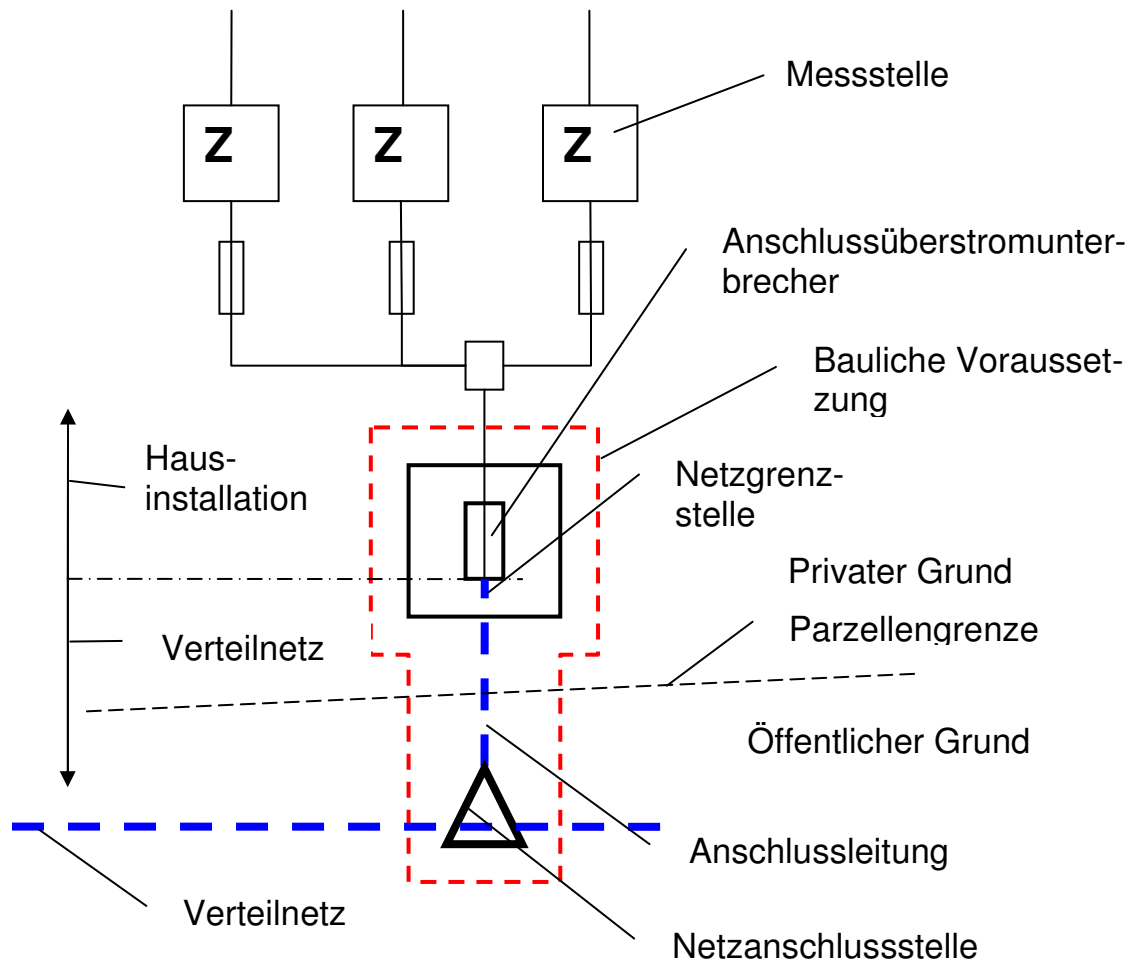 Messstelle
Z Z Z
Anschlussüberstromunter-
brecher
Bauliche Vorausset-
zung
Haus-
installation
Netzgrenz-
stelle
Privater Grund
Parzellengrenze
Verteilnetz
Öffentlicher Grund
Anschlussleitung
Verteilnetz
Netzanschlussstelle